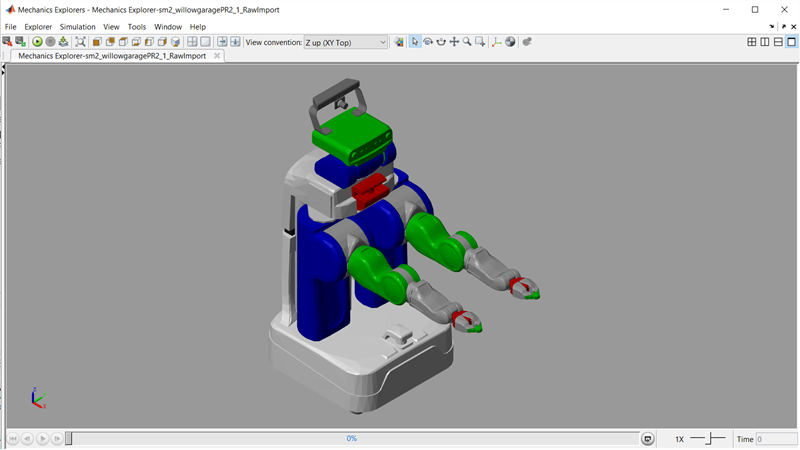 Mechanics Explorers - Mechanics Explorer-sm2_willowgaragePR2_1_RawImport
File Explorer Simulation View Tools Window Help
View convention: Z up (XY Top)
Mechanics Explorer-sm2_willowgaragePR2_1_RawImport
Z
X
0%
1X
Time 0